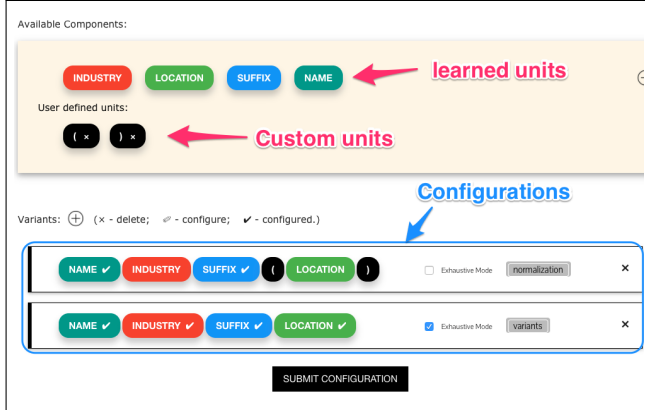 Available Components:
INDUSTRY LOCATION SUFFIX NAME learned units
User defined units:
( × ) × Custom units
Configurations
Variants: (× - delete; ✐ - configure; ✔ - configured.)
NAME ✔ INDUSTRY SUFFIX ✔ ( LOCATION ) Exhaustive Mode normalization ×
NAME ✔ INDUSTRY ✔ SUFFIX ✔ LOCATION ✔ Exhaustive Mode variants ×
SUBMIT CONFIGURATION